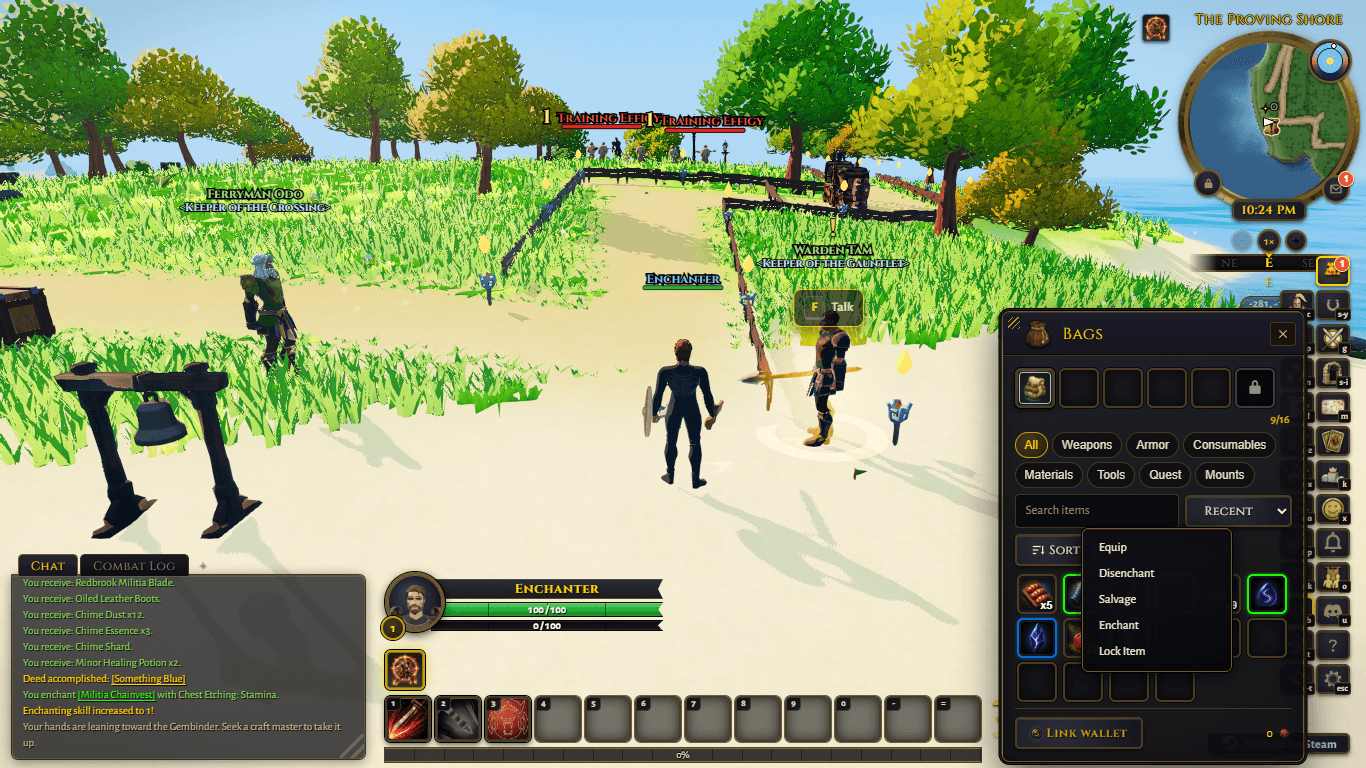 The Proving Shore
1 Training Effigy
1 Training Effigy
Ferryman Odo
<Keeper of the Crossing>
Warden Tam
<Keeper of the Gauntlet>
Enchanter
F Talk
1
10:24 PM
1x
NE E SE
1
-281,
Bags
9/16
All Weapons Armor Consumables
Materials Tools Quest Mounts
Search items
Recent
Sort
Equip
Disenchant
Salvage
Enchant
Lock Item
x5
Link Wallet
0
Steam
c
s-y
g
s-i
m
z
k
x
p
o
u
?
esc
Chat Combat Log +
You receive: Redbrook Militia Blade.
You receive: Oiled Leather Boots.
You receive: Chime Dust x12.
You receive: Chime Essence x3.
You receive: Chime Shard.
You receive: Minor Healing Potion x2.
Deed accomplished: [Something Blue]
You enchant [Militia Chainvest] with Chest Etching: Stamina.
Enchanting skill increased to 1!
Your hands are leaning toward the Gembinder. Seek a craft master to take it
up.
Enchanter
100 / 100
0 / 100
1
1 2 3 4 5 6 7 8 9 0 - =
0%